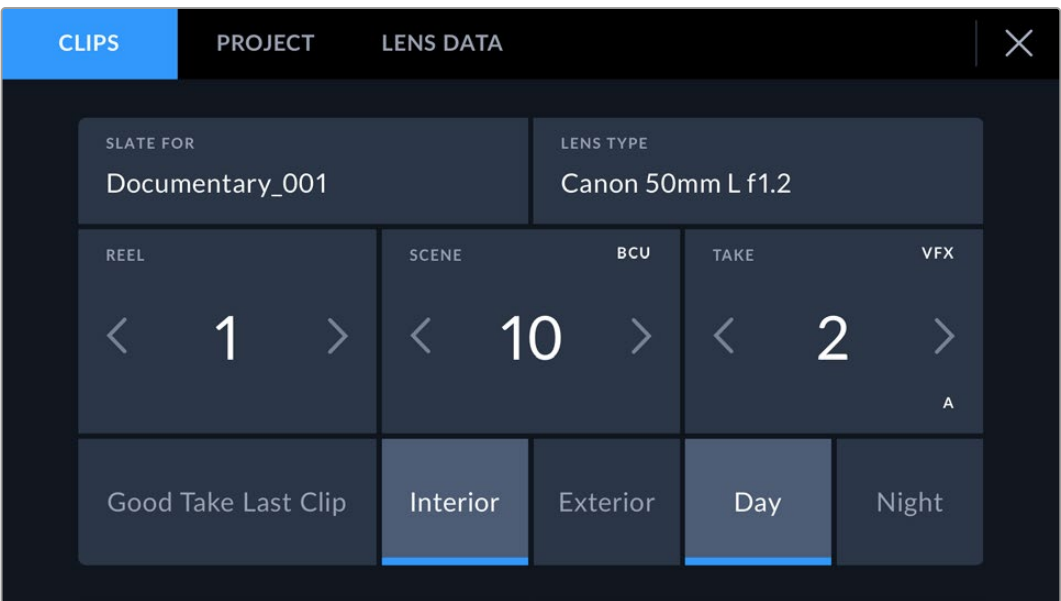 CLIPS PROJECT LENS DATA
SLATE FOR
Documentary_001
LENS TYPE
Canon 50mm L f1.2
REEL
1
SCENE BCU
10
TAKE VFX
2
A
Good Take Last Clip
Interior
Exterior
Day
Night